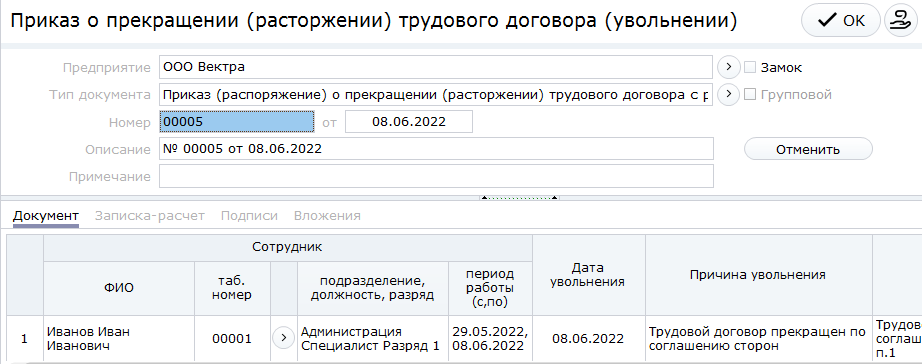 Приказ о прекращении (расторжении) трудового договора (увольнении)
OK
Предприятие ООО Вектра Замок
Тип документа Приказ (распоряжение) о прекращении (расторжении) трудового договора с р Групповой
Номер 00005 от 08.06.2022
Описание № 00005 от 08.06.2022 Отменить
Примечание
Документ Записка-расчет Подписи Вложения
Сотрудник
ФИО
таб.
номер
подразделение,
должность, разряд
период
работы
(с,по)
Дата
увольнения
Причина увольнения
1
Иванов Иван
Иванович
00001
Администрация
Специалист Разряд 1
29.05.2022,
08.06.2022
08.06.2022
Трудовой договор прекращен по
соглашению сторон
Трудо
соглаш
п.1